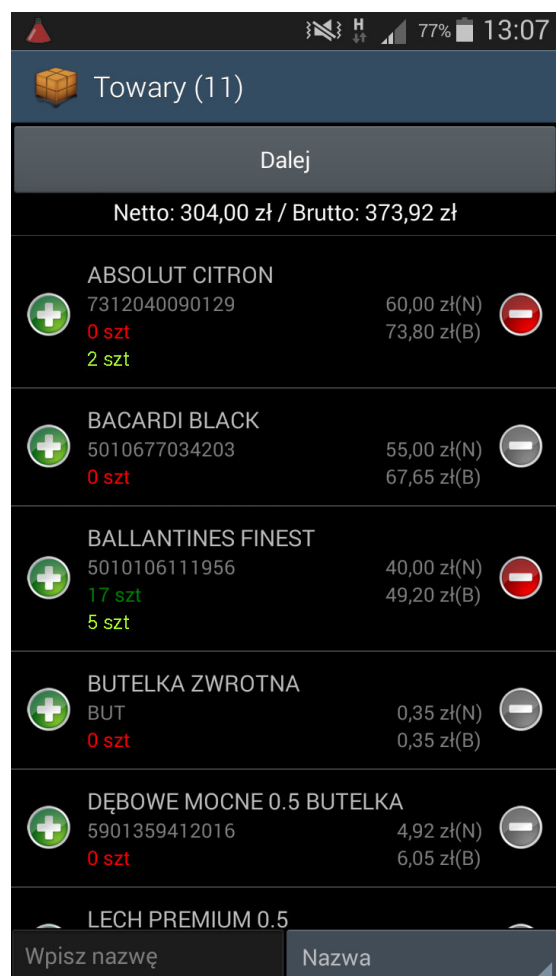 H 77% 13:07
Towary (11)
Dalej
Netto: 304,00 zł / Brutto: 373,92 zł
ABSOLUT CITRON
7312040090129 60,00 zł(N)
0 szt 73,80 zł(B)
2 szt
BACARDI BLACK
5010677034203 55,00 zł(N)
0 szt 67,65 zł(B)
BALLANTINES FINEST
5010106111956 40,00 zł(N)
17 szt 49,20 zł(B)
5 szt
BUTELKA ZWROTNA
BUT 0,35 zł(N)
0 szt 0,35 zł(B)
DĘBOWE MOCNE 0.5 BUTELKA
5901359412016 4,92 zł(N)
0 szt 6,05 zł(B)
LECH PREMIUM 0.5
Wpisz nazwę Nazwa